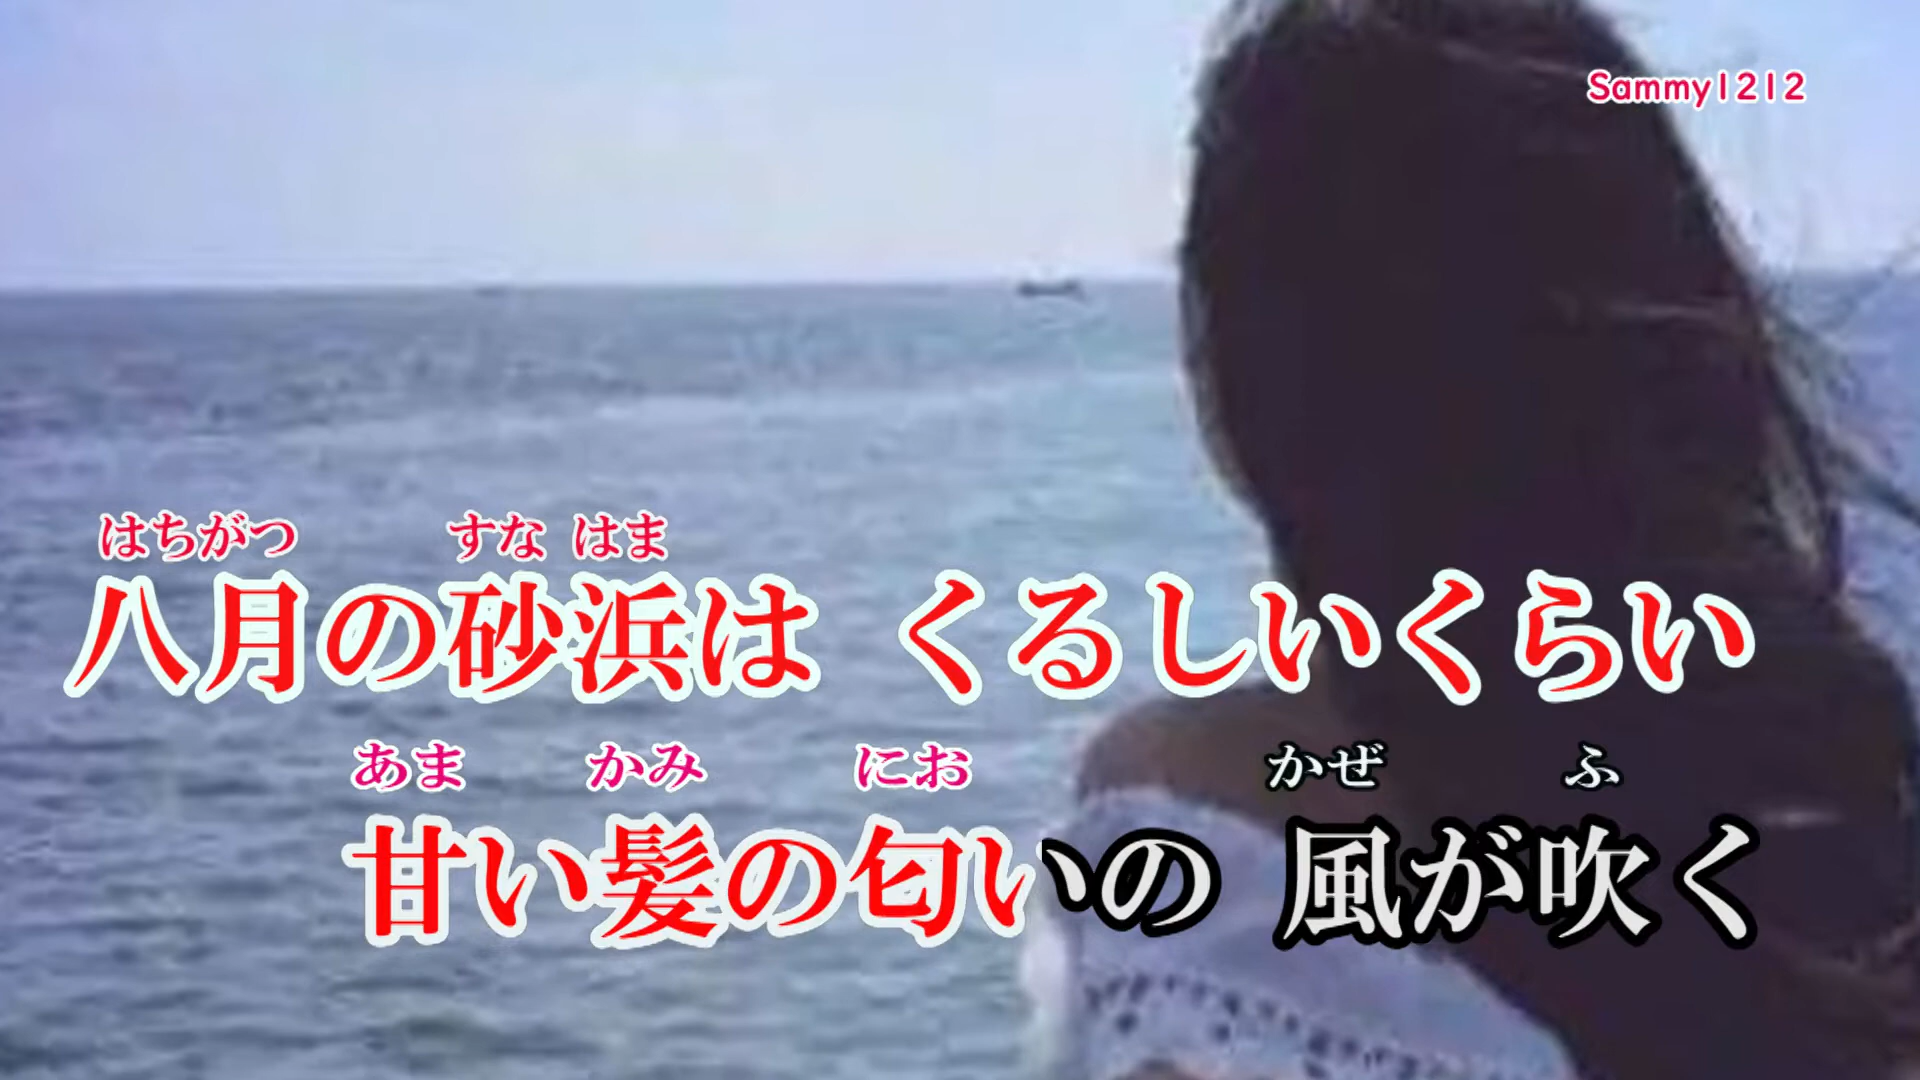 Sammy1212
はちがつ すな はま
八月の砂浜は くるしいくらい
あま かみ にお かぜ ふ
甘い髪の匂いの 風が吹く